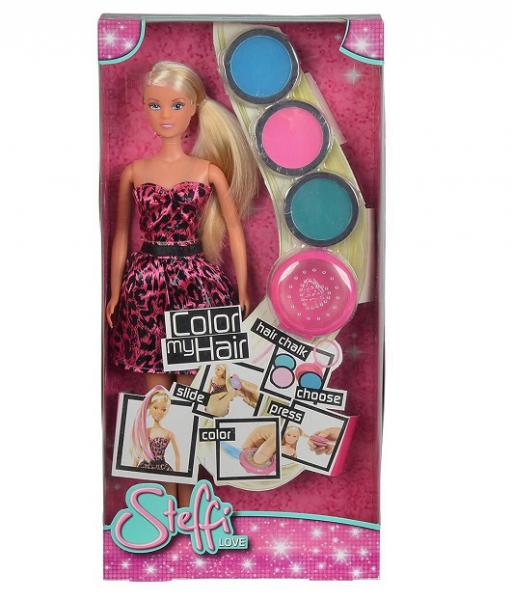 Color
my Hair
hair chalk
slide
choose
press
color
Steffi
LOVE